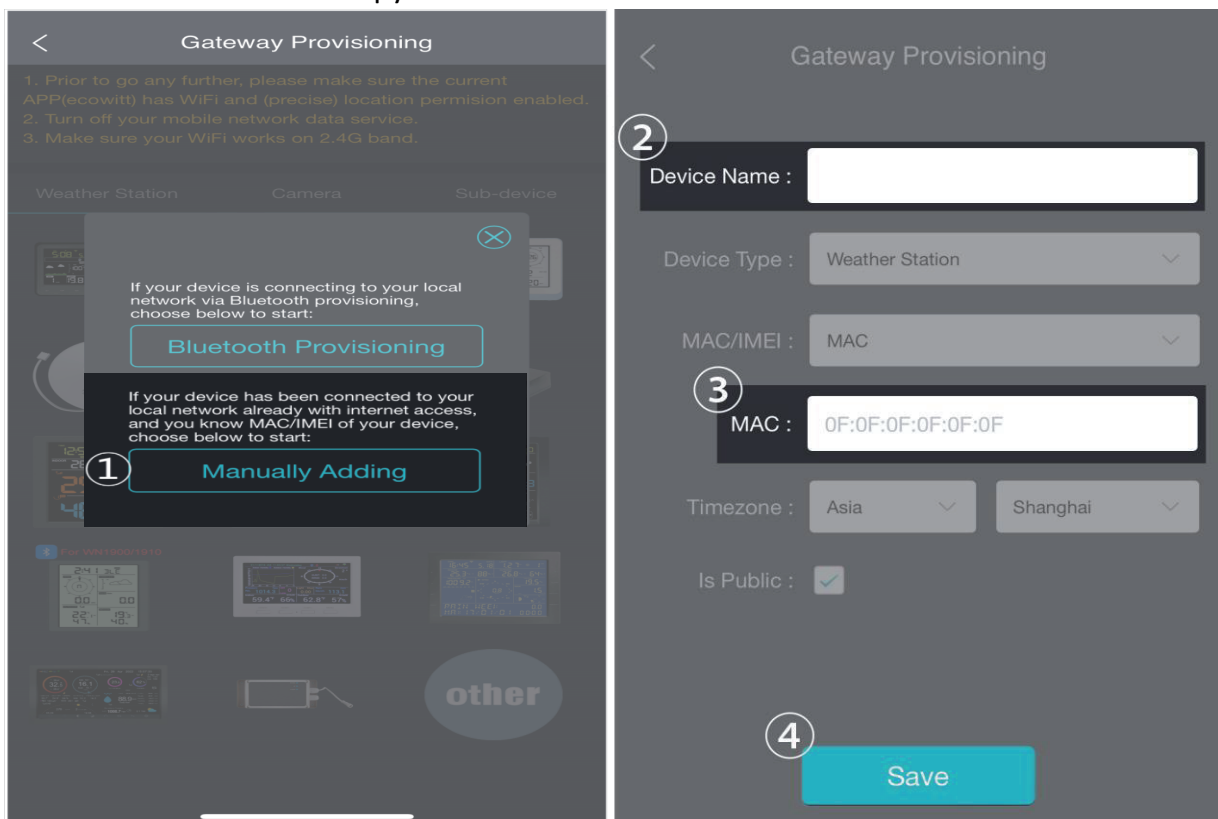 Gateway Provisioning
1. Prior to go any further, please make sure the current
APP(ecowitt) has WiFi and (precise) location permision enabled.
2. Turn off your mobile network data service.
3. Make sure your WiFi works on 2.4G band.
Weather Station Camera Sub-device
If your device is connecting to your local
network via Bluetooth provisioning,
choose below to start:
Bluetooth Provisioning
If your device has been connected to your
local network already with internet access,
and you know MAC/IMEI of your device,
choose below to start:
① Manually Adding
For WN1900/1910
other
Gateway Provisioning
②
Device Name :
Device Type : Weather Station
MAC/IMEI : MAC
③
MAC : 0F:0F:0F:0F:0F:0F
Timezone : Asia Shanghai
Is Public :
④
Save